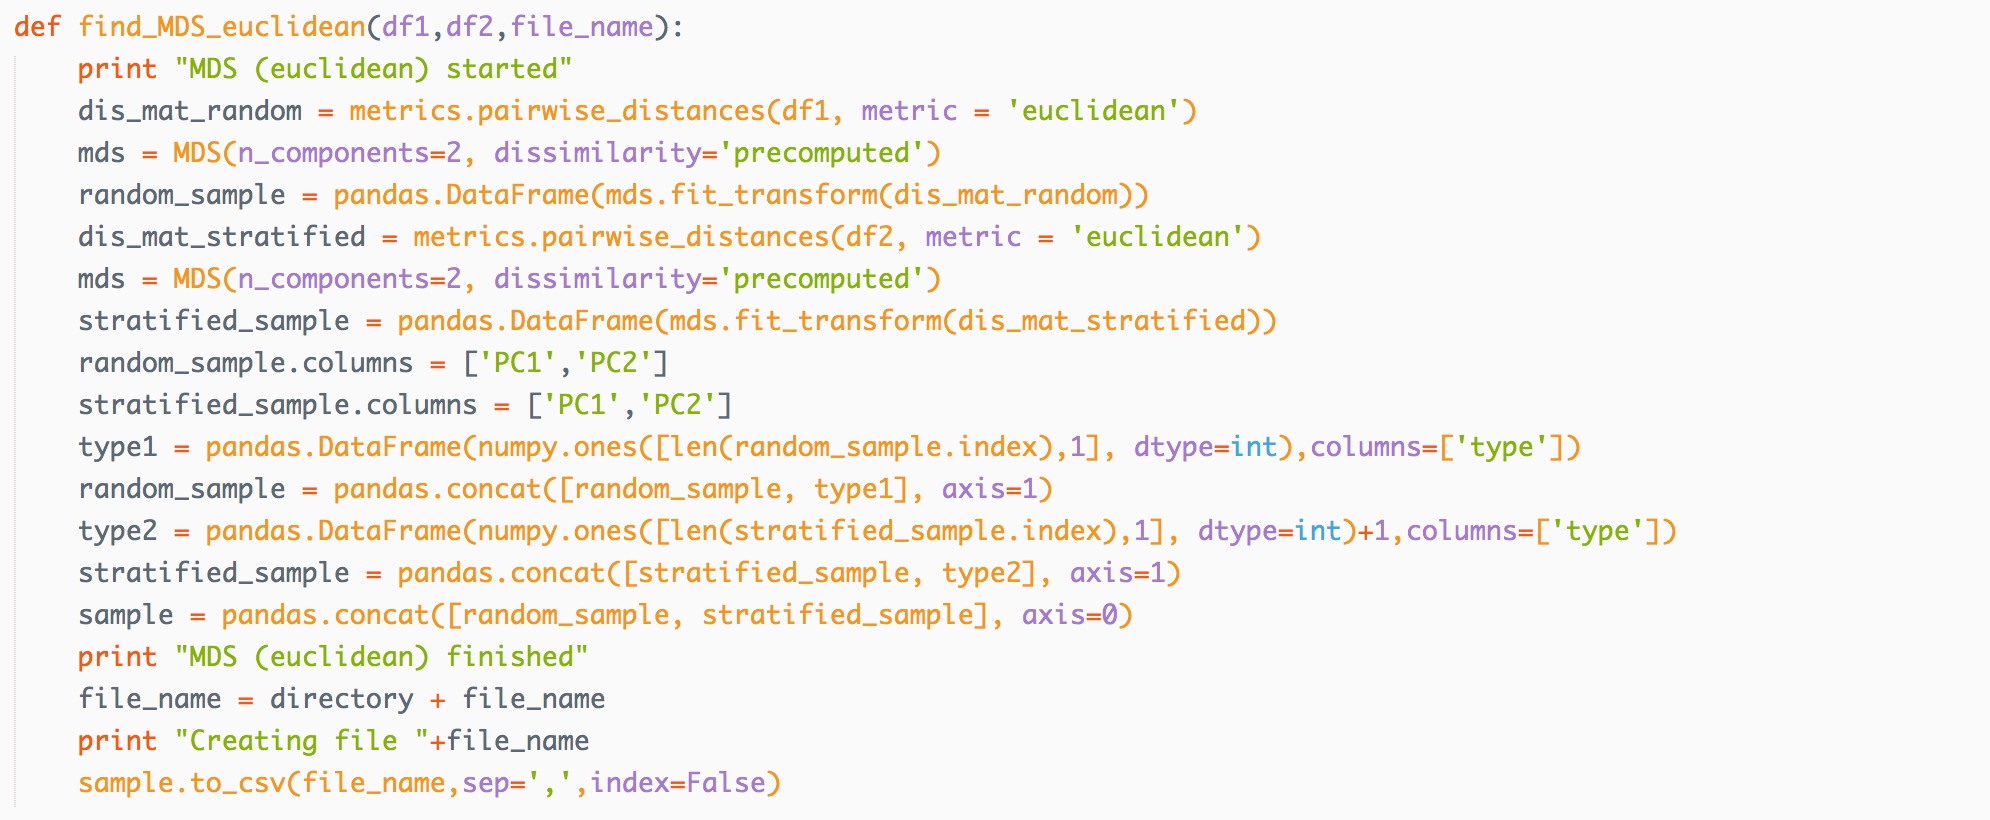 def find_MDS_euclidean(df1,df2,file_name):
    print "MDS (euclidean) started"
    dis_mat_random = metrics.pairwise_distances(df1, metric = 'euclidean')
    mds = MDS(n_components=2, dissimilarity='precomputed')
    random_sample = pandas.DataFrame(mds.fit_transform(dis_mat_random))
    dis_mat_stratified = metrics.pairwise_distances(df2, metric = 'euclidean')
    mds = MDS(n_components=2, dissimilarity='precomputed')
    stratified_sample = pandas.DataFrame(mds.fit_transform(dis_mat_stratified))
    random_sample.columns = ['PC1','PC2']
    stratified_sample.columns = ['PC1','PC2']
    type1 = pandas.DataFrame(numpy.ones([len(random_sample.index),1], dtype=int),columns=['type'])
    random_sample = pandas.concat([random_sample, type1], axis=1)
    type2 = pandas.DataFrame(numpy.ones([len(stratified_sample.index),1], dtype=int)+1,columns=['type'])
    stratified_sample = pandas.concat([stratified_sample, type2], axis=1)
    sample = pandas.concat([random_sample, stratified_sample], axis=0)
    print "MDS (euclidean) finished"
    file_name = directory + file_name
    print "Creating file "+file_name
    sample.to_csv(file_name,sep=',',index=False)